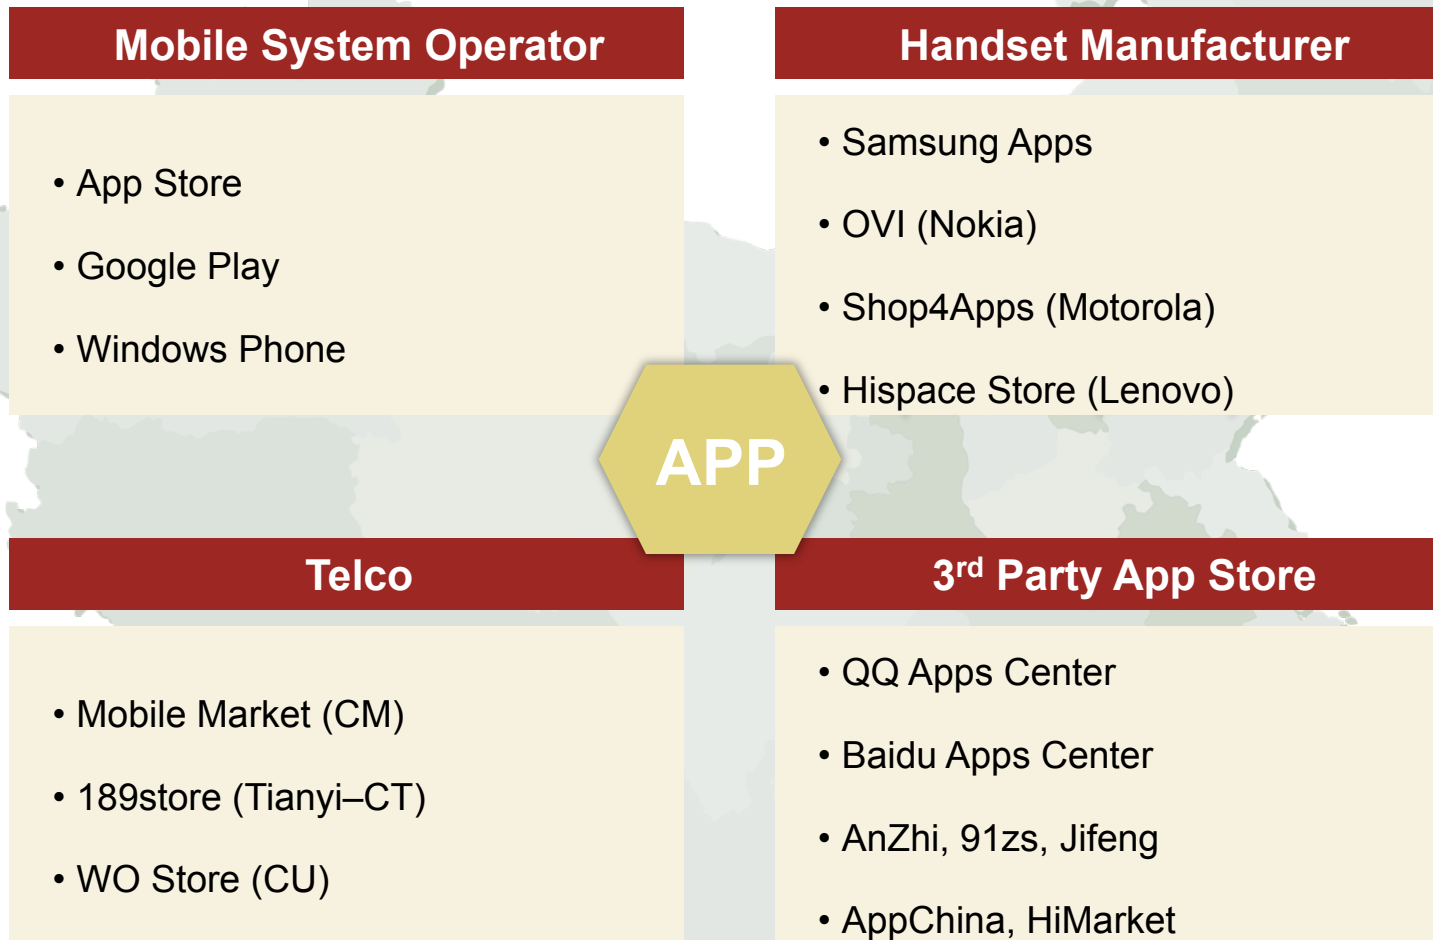 Mobile System Operator
• App Store
• Google Play
• Windows Phone
Handset Manufacturer
• Samsung Apps
• OVI (Nokia)
• Shop4Apps (Motorola)
• Hispace Store (Lenovo)
APP
Telco
• Mobile Market (CM)
• 189store (Tianyi–CT)
• WO Store (CU)
3rd Party App Store
• QQ Apps Center
• Baidu Apps Center
• AnZhi, 91zs, Jifeng
• AppChina, HiMarket